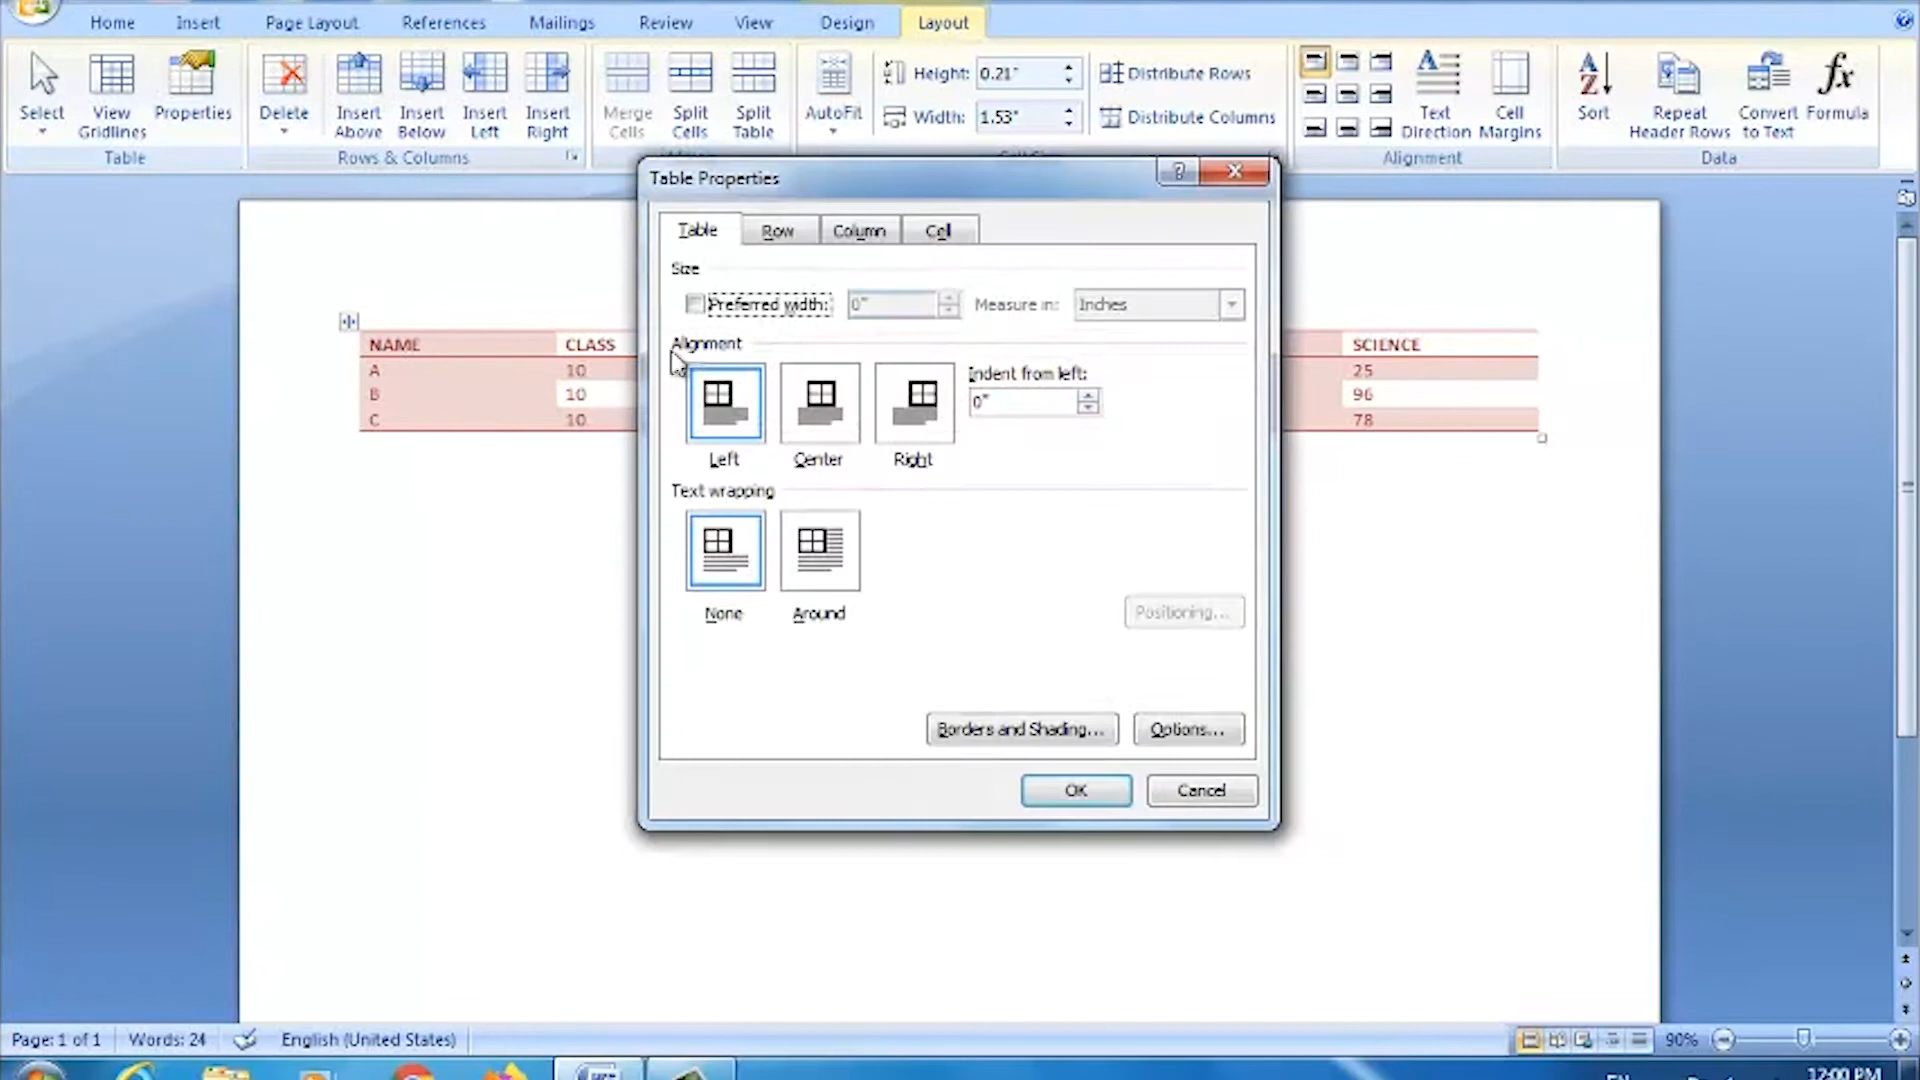 Home Insert Page Layout References Mailings Review View Design Layout
Select View Gridlines Properties Delete Insert Above Insert Below Insert Left Insert Right Merge Cells Split Cells Split Table AutoFit Height: 0.21" Width: 1.53" Distribute Rows Distribute Columns Text Direction Cell Margins Sort Repeat Header Rows Convert to Text Formula
Table Rows & Columns Alignment Data
Table Properties
Table Row Column Cell
Size
Preferred width: 0" Measure in: Inches
Alignment
Indent from left:
0"
Left Center Right
Text wrapping
None Around
Positioning...
Borders and Shading... Options...
OK Cancel
NAME CLASS SCIENCE
A 10 25
B 10 96
C 10 78
Page: 1 of 1 Words: 24 English (United States) 90%
12:00 PM